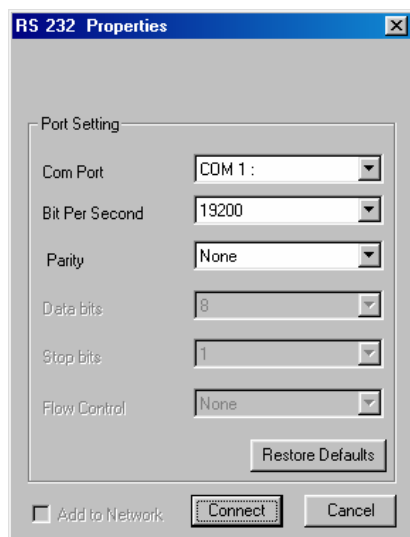 RS 232 Properties
Port Setting
Com Port
COM 1 :
Bit Per Second
19200
Parity
None
Data bits
8
Stop bits
1
Flow Control
None
Restore Defaults
Add to Network
Connect
Cancel